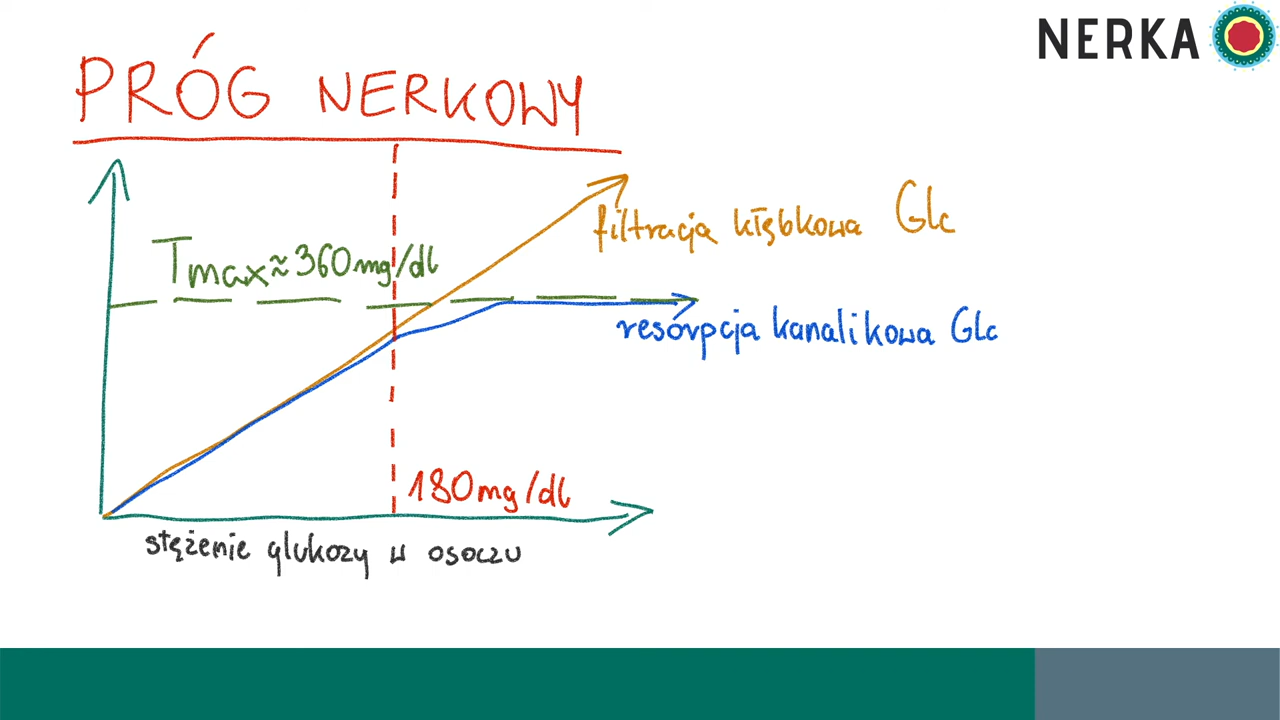 NERKA
PRÓG NERKOWY
filtracja kłębkowa Glc
Tmax≈360mg/dl
resorpcja kanalikowa Glc
180mg/dl
stężenie glukozy w osoczu